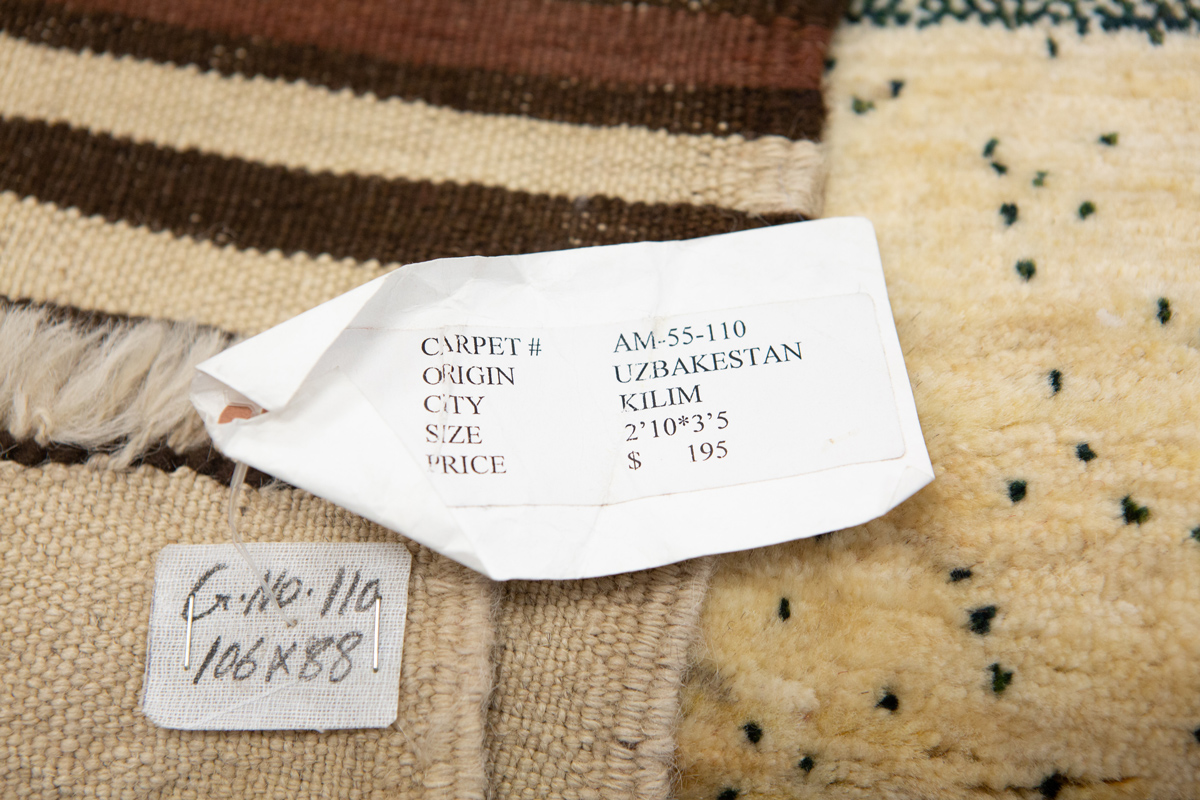 CARPET # AM-55-110
ORIGIN UZBAKESTAN
CITY KILIM
SIZE 2’10*3’5
PRICE $ 195
G.No. 110
106X88